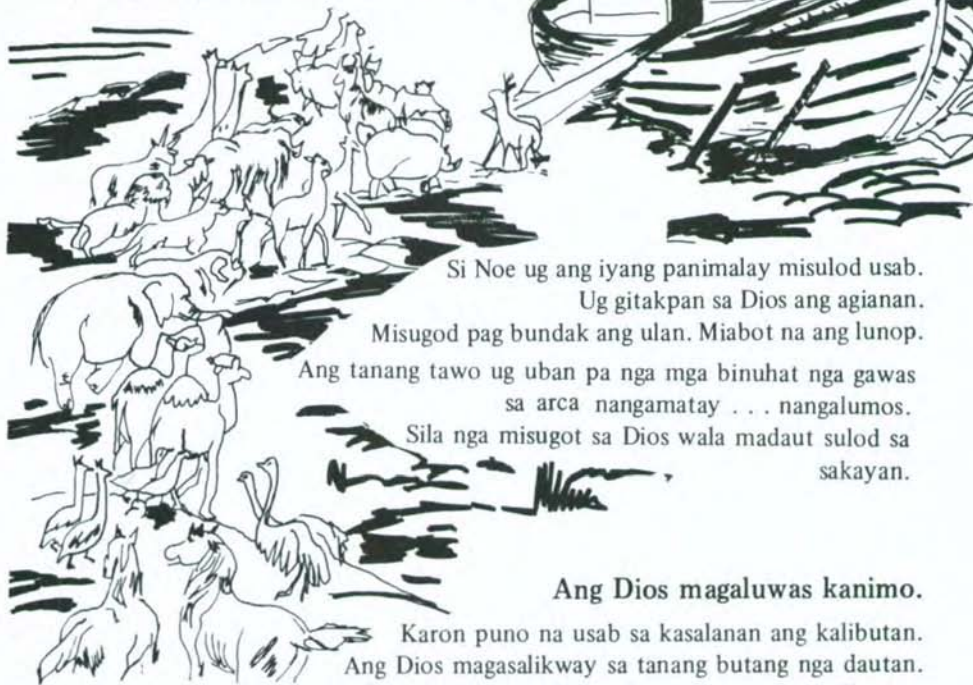 Si Noe ug ang iyang panimalay misulod usab.
Ug gitakpan sa Dios ang agianan.
Misugod pag bundak ang ulan. Miabot na ang lunop.
Ang tanang tawo ug uban pa nga mga binuhat nga gawas
sa arca nangamatay . . . nangalumos.
Sila nga misugot sa Dios wala madaut sulod sa
sakayan.
Ang Dios magaluwas kanimo.
Karon puno na usab sa kasalanan ang kalibutan.
Ang Dios magasalikway sa tanang butang nga dautan.